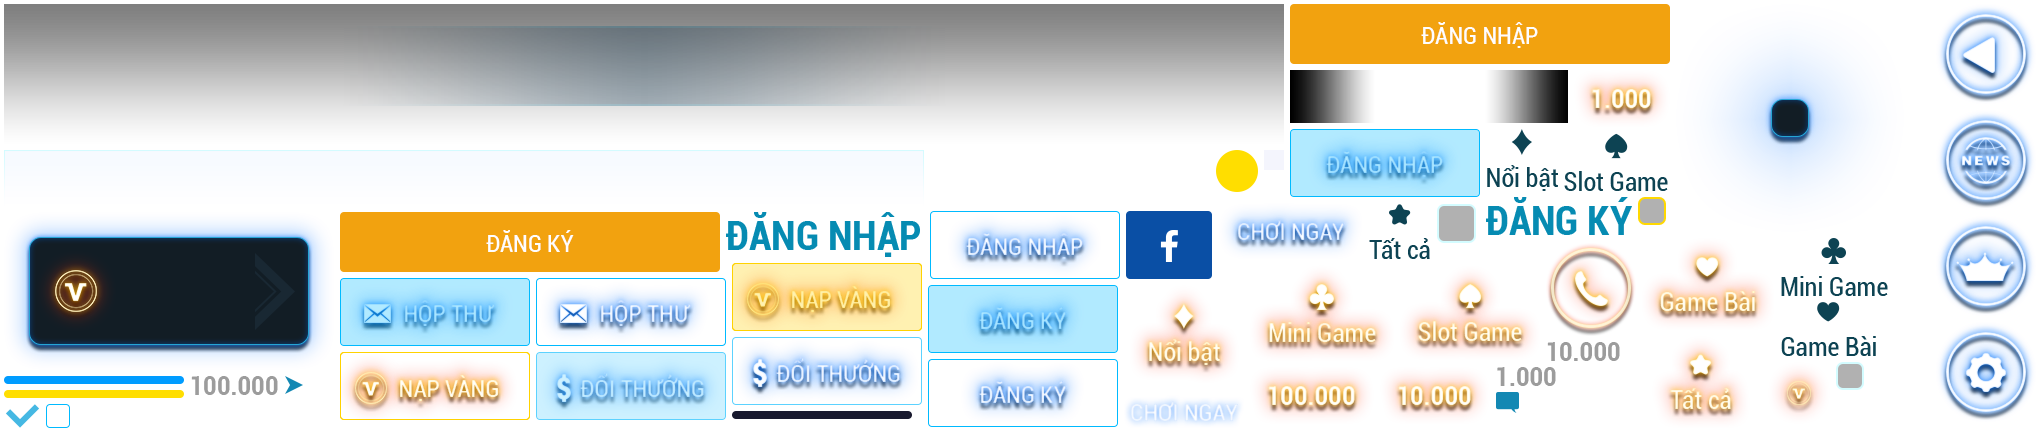 ĐĂNG NHẬP
1.000
ĐĂNG NHẬP
Nổi bật
Slot Game
NEWS
ĐĂNG KÝ
ĐĂNG NHẬP
ĐĂNG NHẬP
f
CHƠI NGAY
Tất cả
ĐĂNG KÝ
V
HỘP THƯ
HỘP THƯ
V NẠP VÀNG
ĐĂNG KÝ
Nổi bật
Mini Game
Slot Game
Game Bài
Mini Game
Game Bài
10.000
1.000
100.000
V NẠP VÀNG
$ ĐỔI THƯỞNG
$ ĐỔI THƯỞNG
ĐĂNG KÝ
CHƠI NGAY
100.000
10.000
Tất cả
V